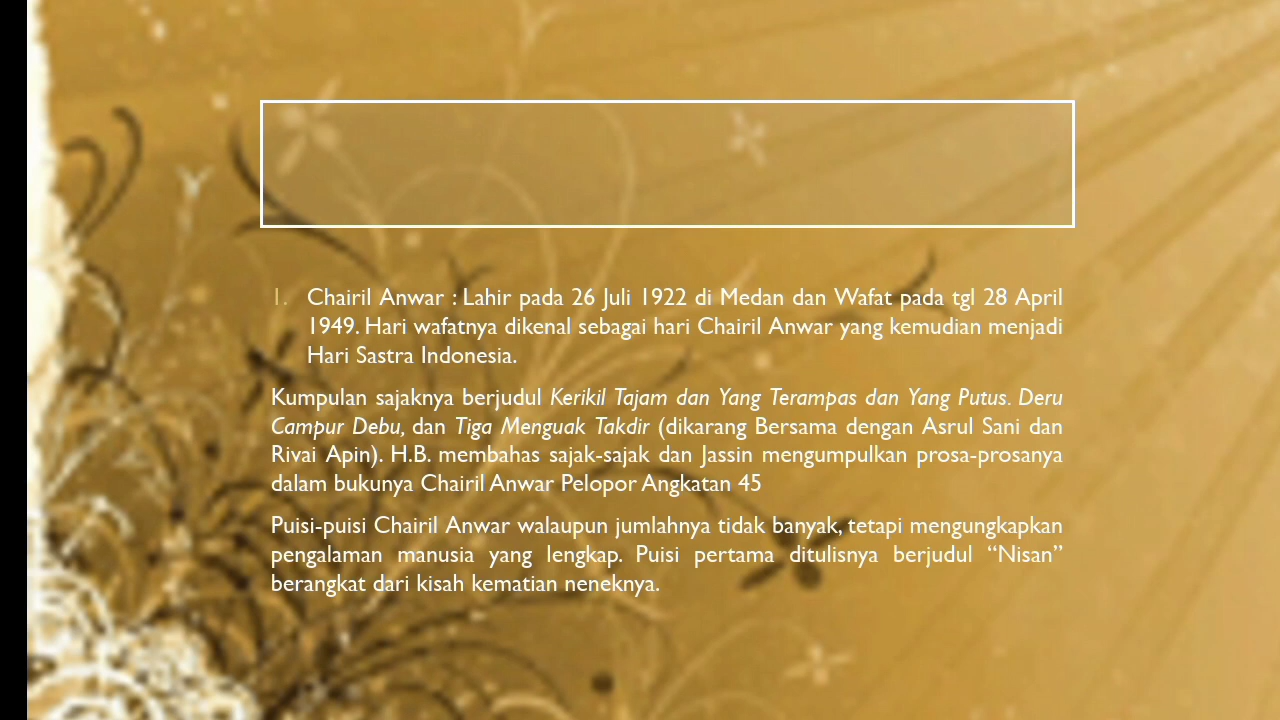 1. Chairil Anwar : Lahir pada 26 Juli 1922 di Medan dan Wafat pada tgl 28 April
1949. Hari wafatnya dikenal sebagai hari Chairil Anwar yang kemudian menjadi
Hari Sastra Indonesia.
Kumpulan sajaknya berjudul Kerikil Tajam dan Yang Terampas dan Yang Putus. Deru
Campur Debu, dan Tiga Menguak Takdir (dikarang Bersama dengan Asrul Sani dan
Rivai Apin). H.B. membahas sajak-sajak dan Jassin mengumpulkan prosa-prosanya
dalam bukunya Chairil Anwar Pelopor Angkatan 45
Puisi-puisi Chairil Anwar walaupun jumlahnya tidak banyak, tetapi mengungkapkan
pengalaman manusia yang lengkap. Puisi pertama ditulisnya berjudul “Nisan”
berangkat dari kisah kematian neneknya.